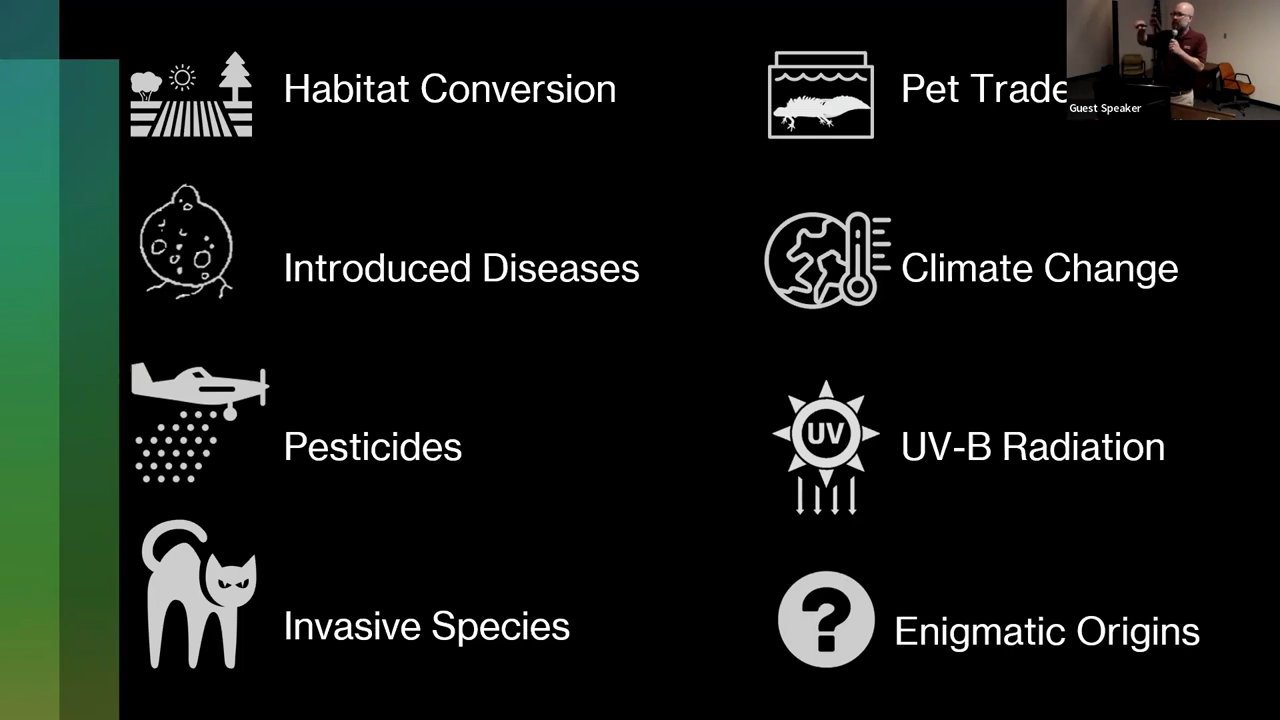 Habitat Conversion
Pet Trade
Guest Speaker
Introduced Diseases
Climate Change
Pesticides
UV
UV-B Radiation
Invasive Species
?
Enigmatic Origins